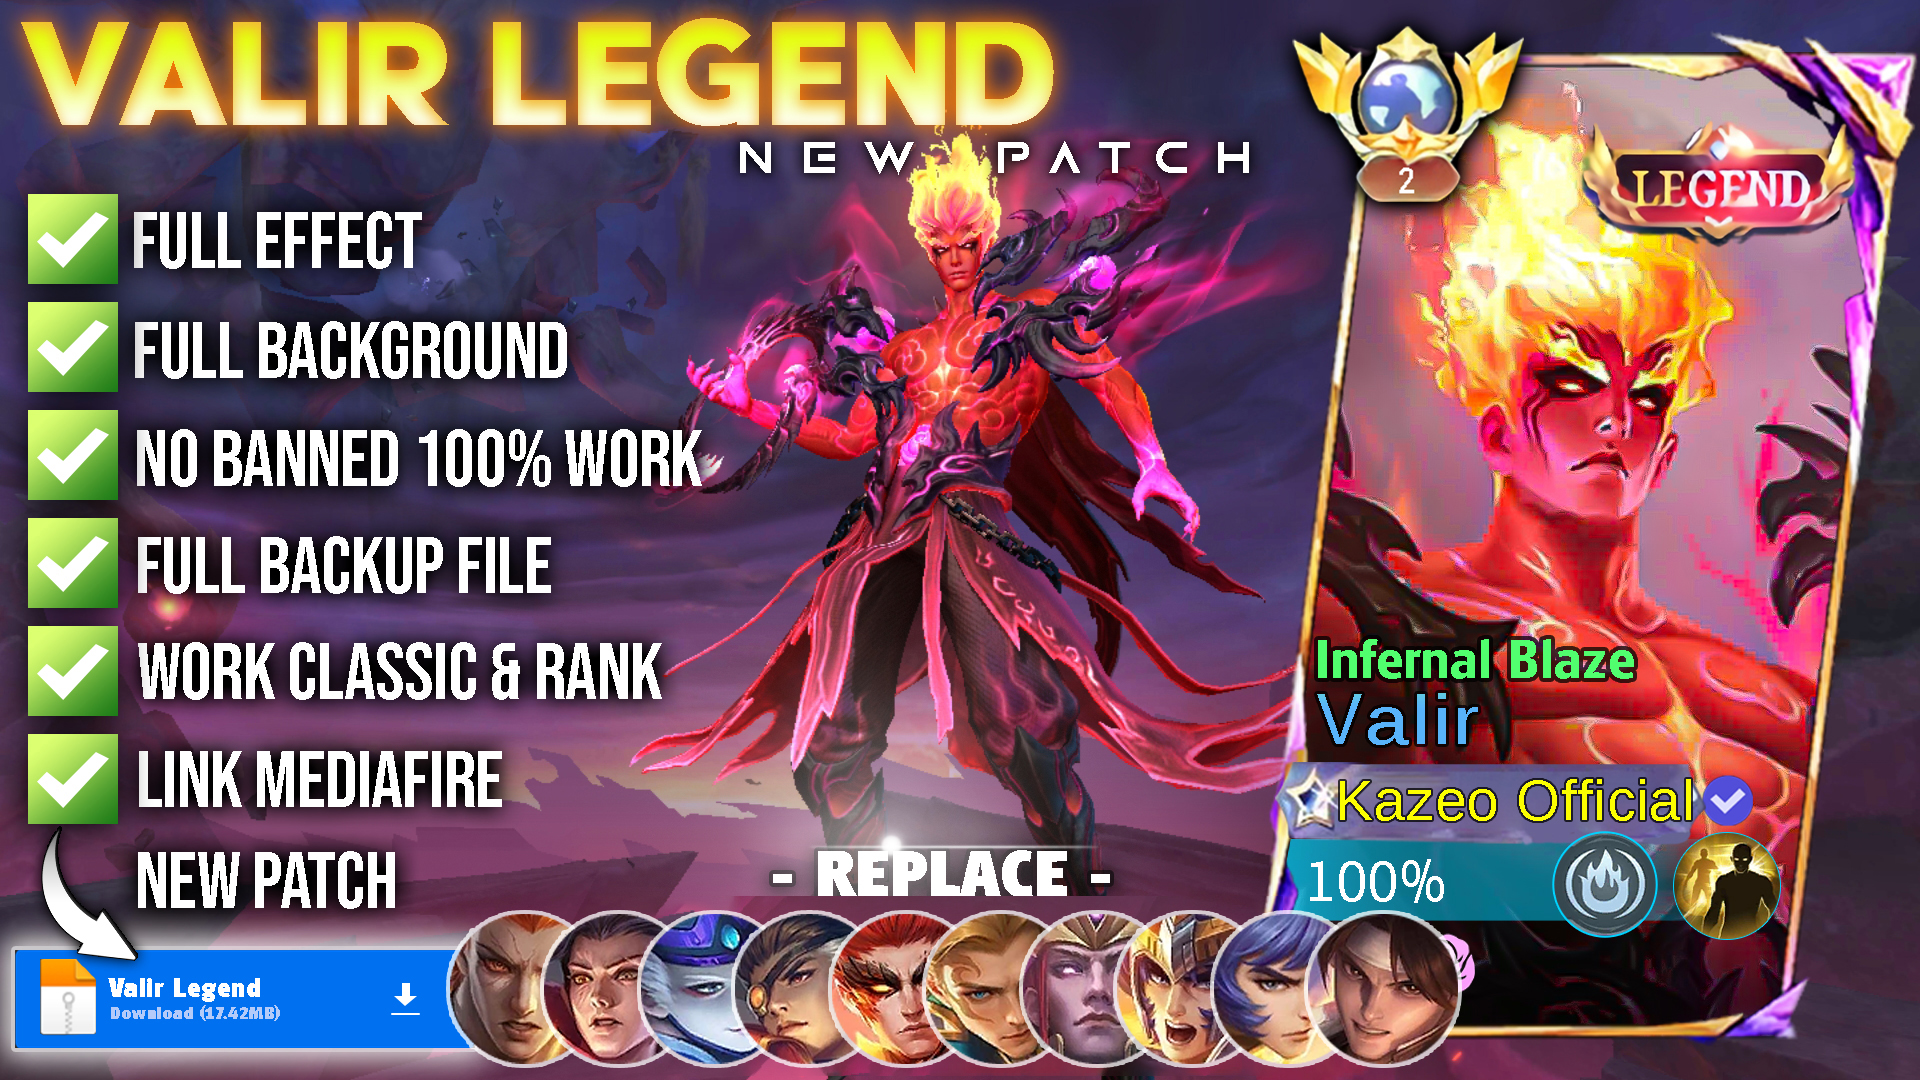 VALIR LEGEND
NEW PATCH
FULL EFFECT
FULL BACKGROUND
NO BANNED 100% WORK
FULL BACKUP FILE
WORK CLASSIC & RANK
LINK MEDIAFIRE
NEW PATCH
Valir Legend
Download (17.42MB)
- REPLACE -
2
LEGEND
Infernal Blaze
Valir
Kazeo Official
100%